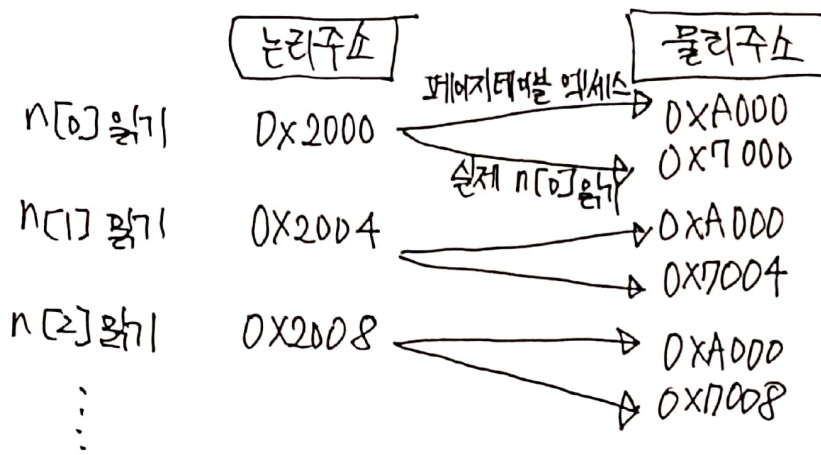 논리주소 물리주소
페이지테이블 엑세스
n[0] 읽기 0x2000 0xA000
실제 n[0] 읽기 0x7000
n[1] 읽기 0x2004 0xA000
0x7004
n[2] 읽기 0x2008 0xA000
0x7008